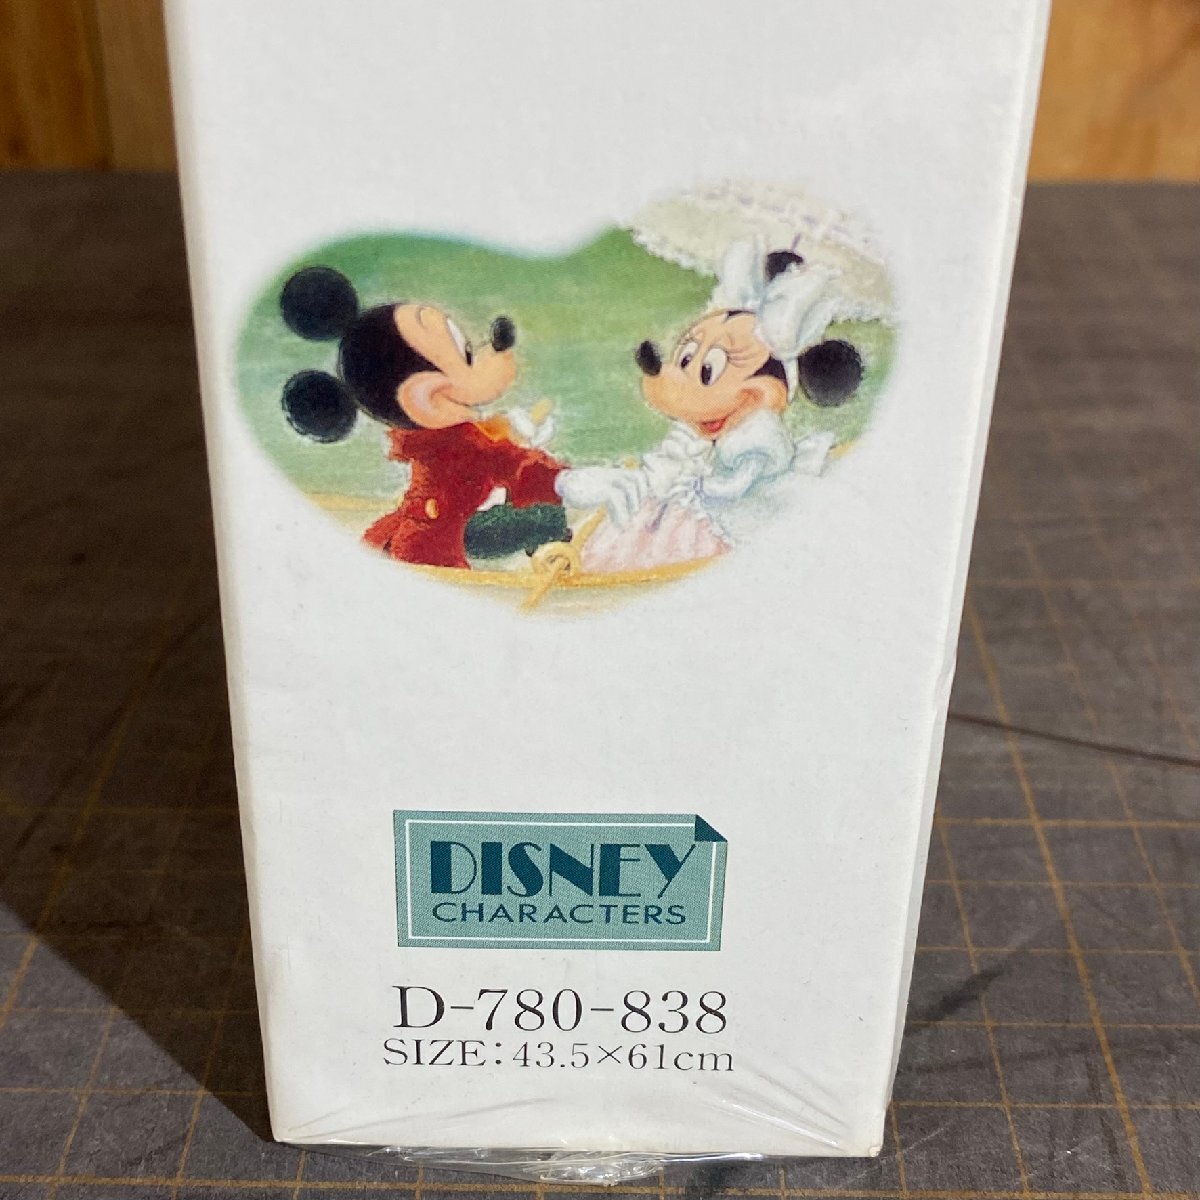 DISNEY
CHARACTERS
D-780-838
SIZE:43.5×61cm